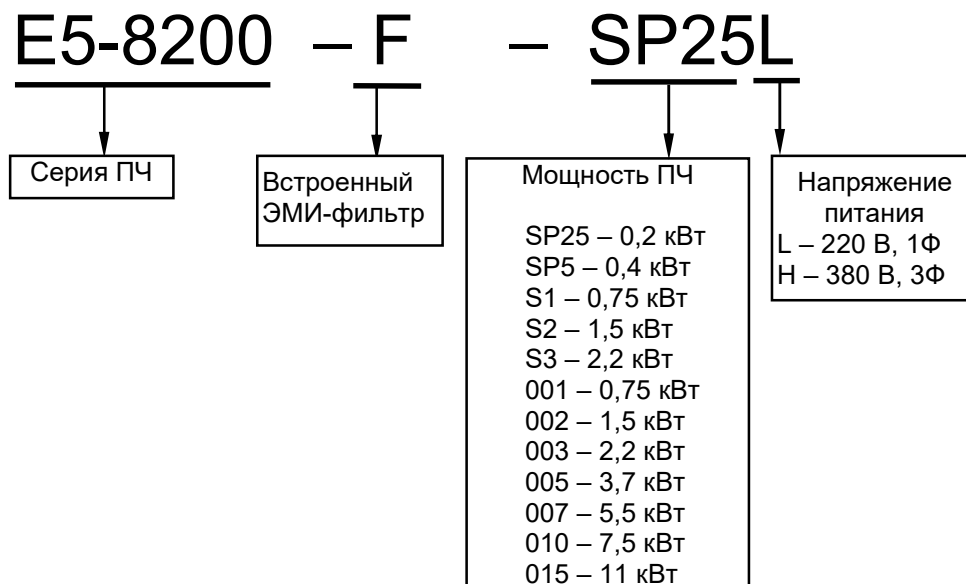 E5-8200 – F – SP25L
Серия ПЧ
Встроенный
ЭМИ-фильтр
Мощность ПЧ
SP25 – 0,2 кВт
SP5 – 0,4 кВт
S1 – 0,75 кВт
S2 – 1,5 кВт
S3 – 2,2 кВт
001 – 0,75 кВт
002 – 1,5 кВт
003 – 2,2 кВт
005 – 3,7 кВт
007 – 5,5 кВт
010 – 7,5 кВт
015 – 11 кВт
Напряжение
питания
L – 220 В, 1Ф
H – 380 В, 3Ф